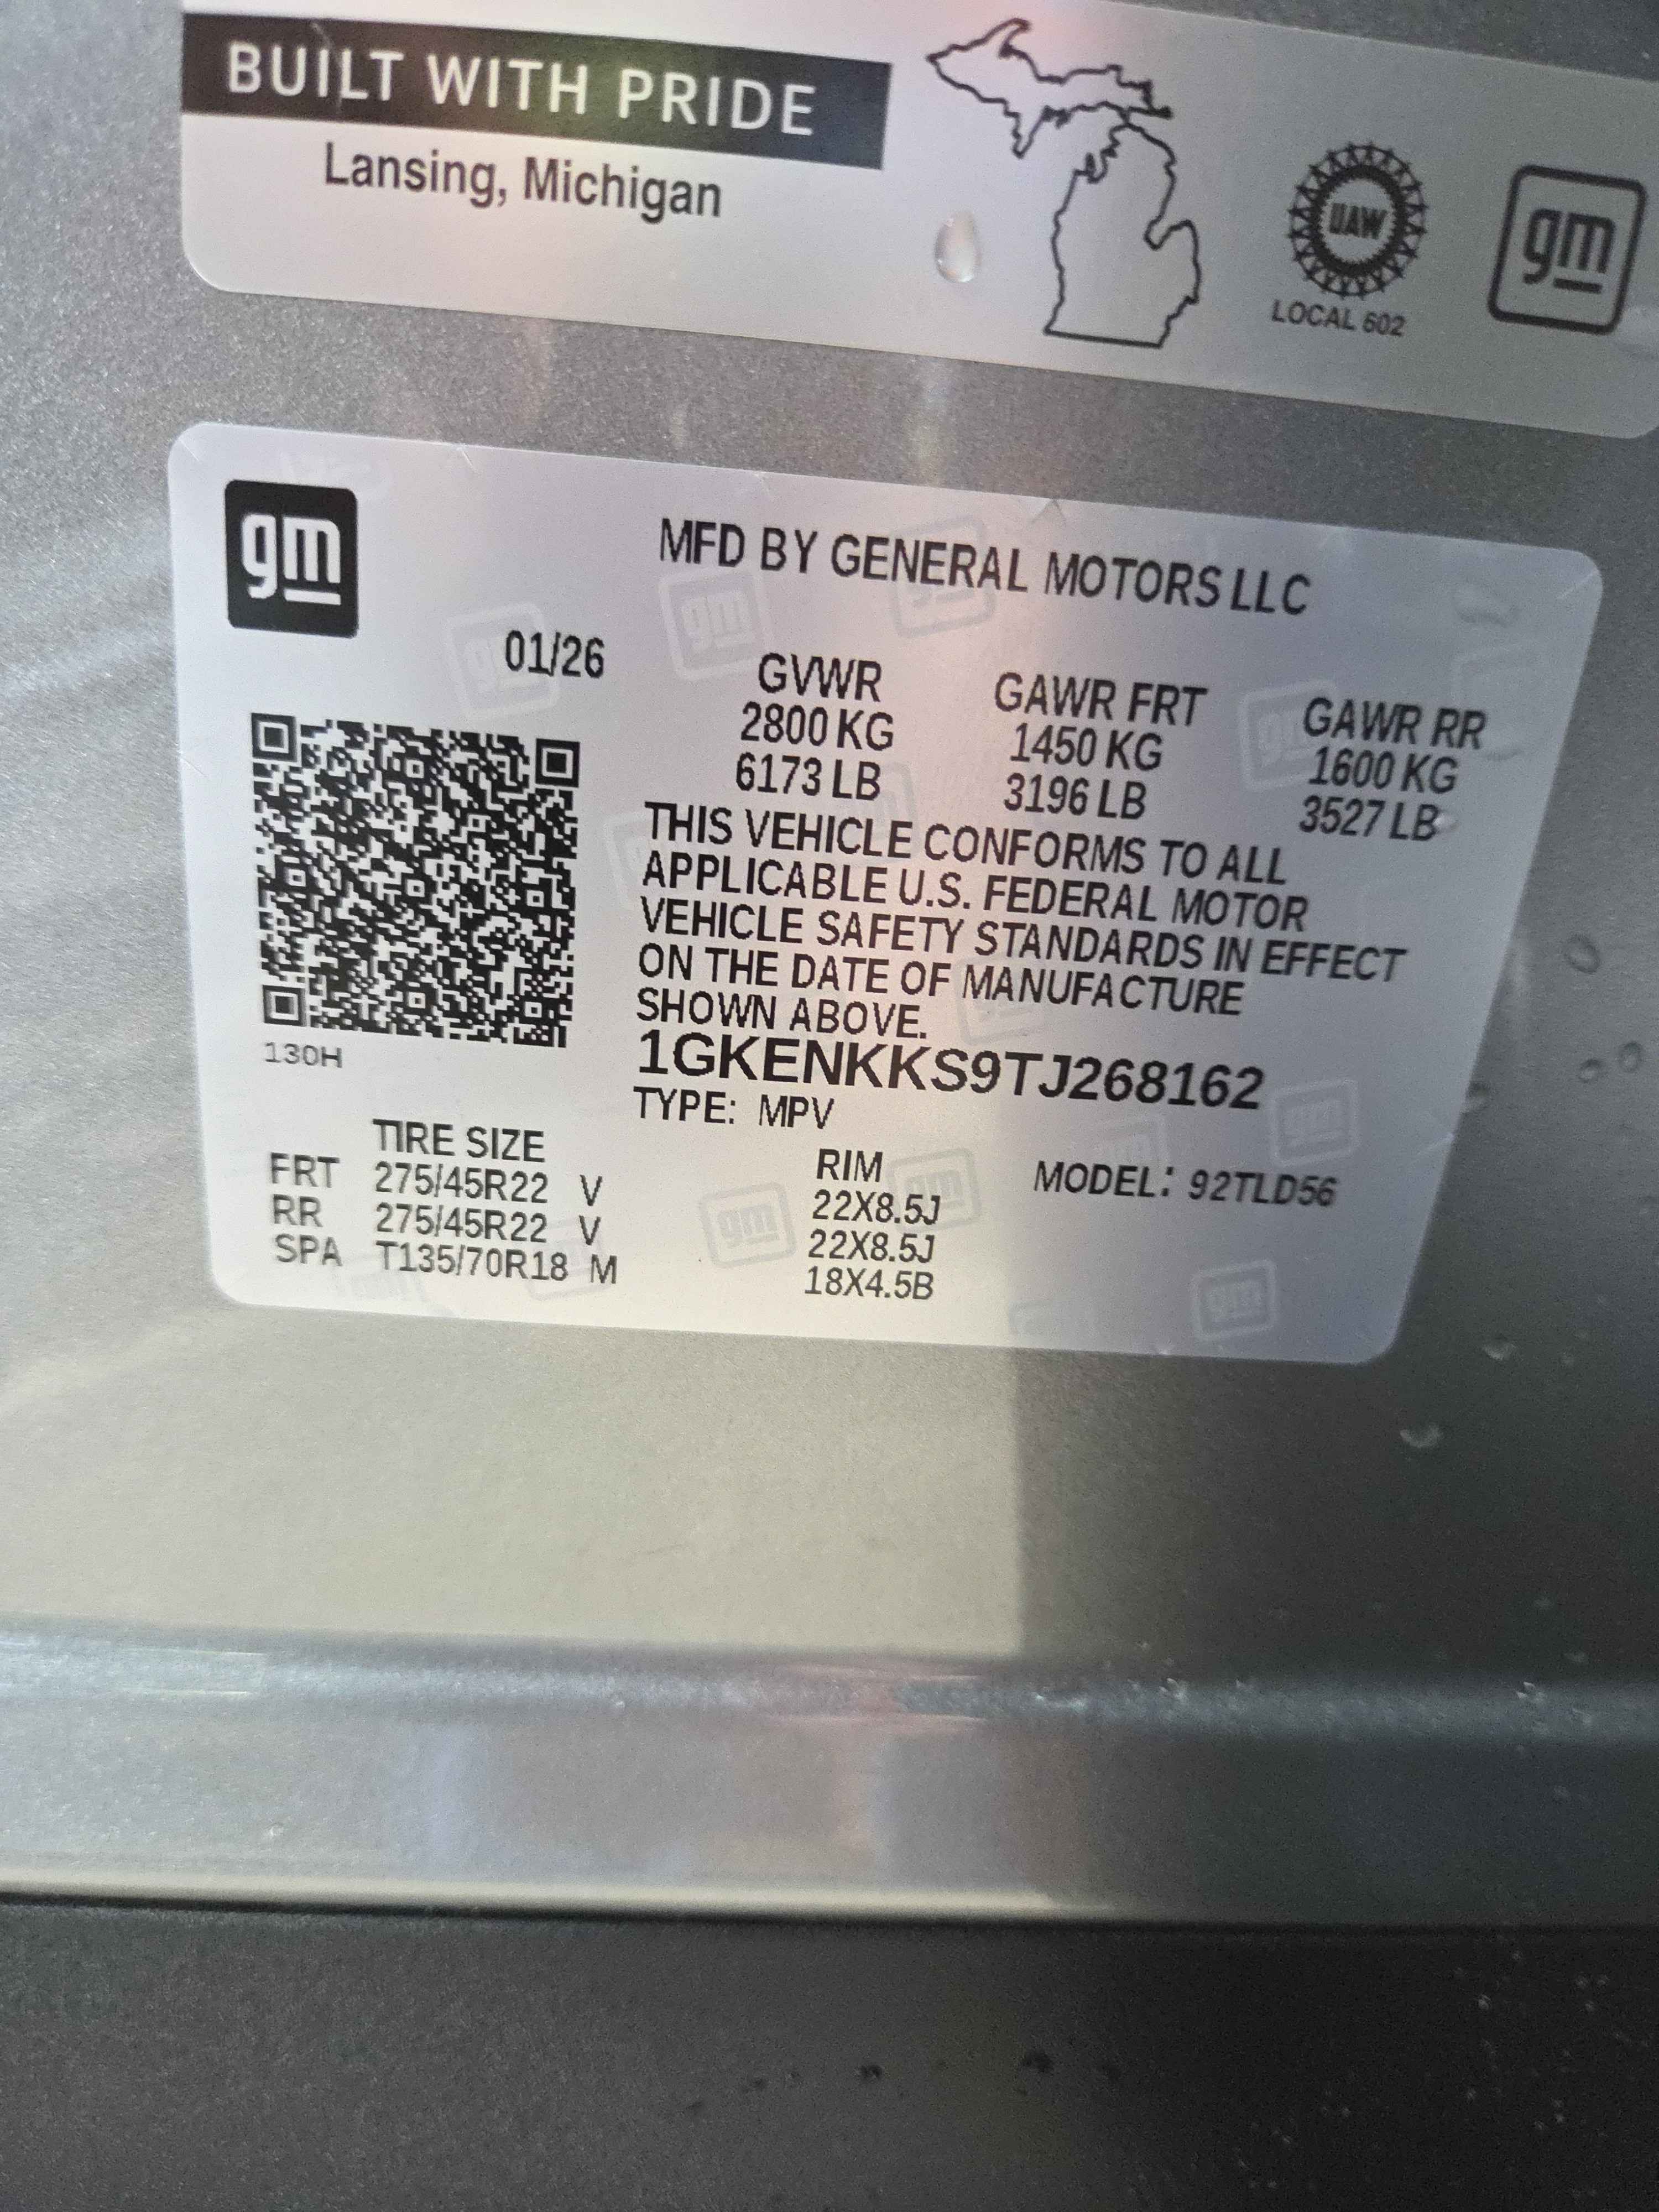 BUILT WITH PRIDE
Lansing, Michigan
UAW
LOCAL 602
gm
gm
MFD BY GENERAL MOTORS LLC
01/26
GVWR GAWR FRT GAWR RR
2800 KG 1450 KG 1600 KG
6173 LB 3196 LB 3527 LB
THIS VEHICLE CONFORMS TO ALL
APPLICABLE U.S. FEDERAL MOTOR
VEHICLE SAFETY STANDARDS IN EFFECT
ON THE DATE OF MANUFACTURE
SHOWN ABOVE.
130H
1GKENKKS9TJ268162
TYPE: MPV
TIRE SIZE RIM MODEL: 92TLD56
FRT 275/45R22 V 22X8.5J
RR 275/45R22 V 22X8.5J
SPA T135/70R18 M 18X4.5B